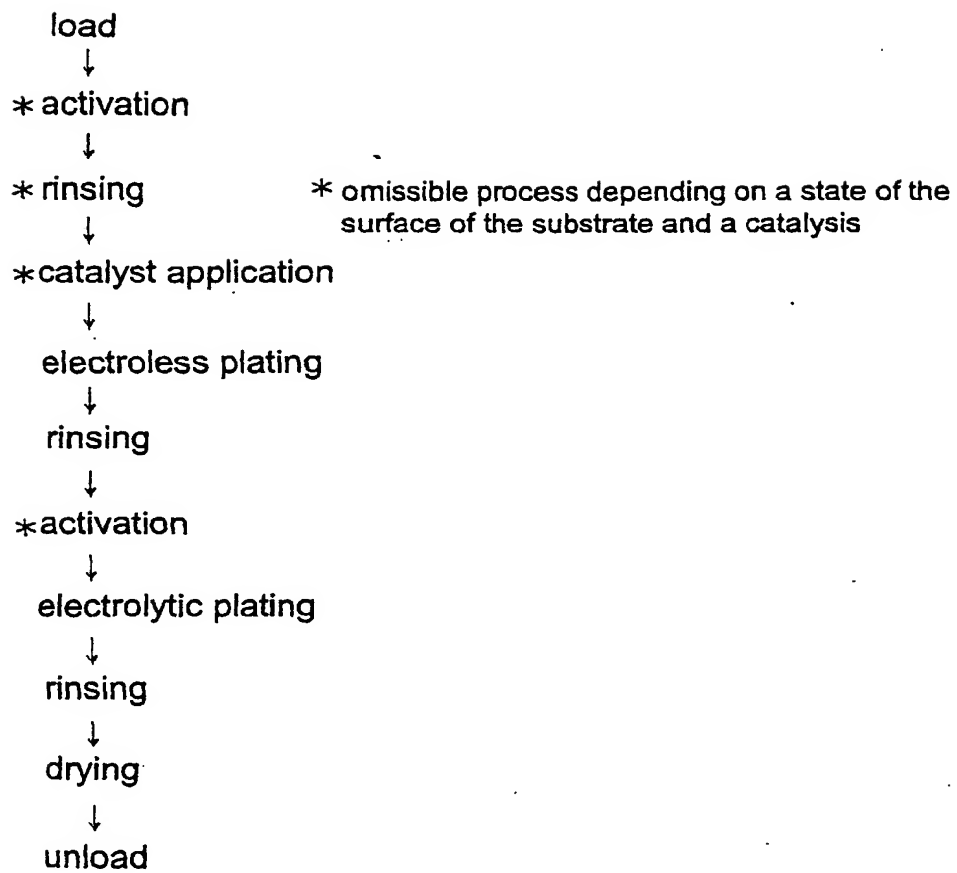 load
↓
* activation
↓
* rinsing
* omissible process depending on a state of the
surface of the substrate and a catalysis
↓
*catalyst application
↓
electroless plating
↓
rinsing
↓
*activation
↓
electrolytic plating
↓
rinsing
↓
drying
↓
unload